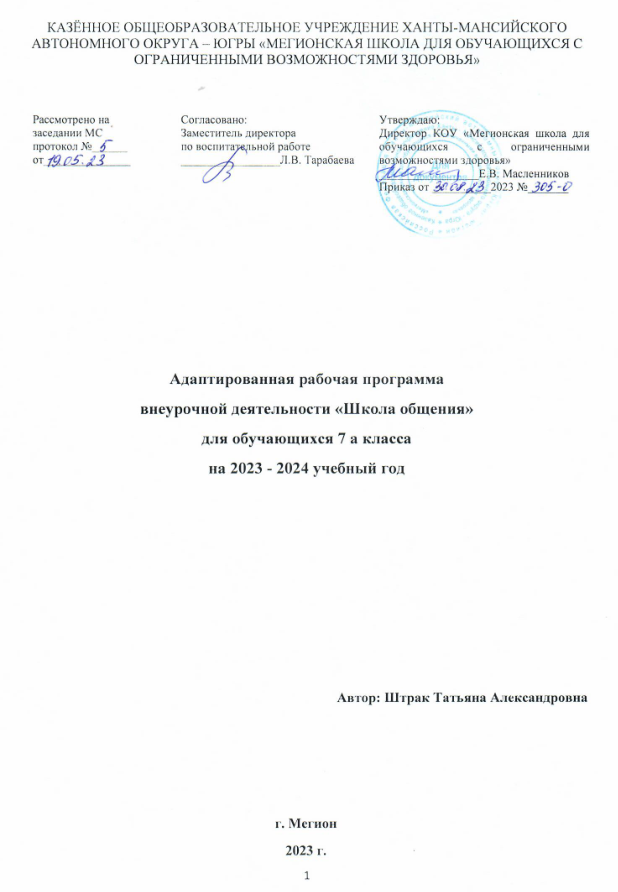 КАЗЁННОЕ ОБЩЕОБРАЗОВАТЕЛЬНОЕ УЧРЕЖДЕНИЕ ХАНТЫ-МАНСИЙСКОГО
АВТОНОМНОГО ОКРУГА – ЮГРЫ «МЕГИОНСКАЯ ШКОЛА ДЛЯ ОБУЧАЮЩИХСЯ С
ОГРАНИЧЕННЫМИ ВОЗМОЖНОСТЯМИ ЗДОРОВЬЯ»
Рассмотрено на
заседании МС
протокол № 5
от 19.05.23
Согласовано:
Заместитель директора
по воспитательной работе
Л.В. Тарабаева
Утверждаю:
Директор КОУ «Мегионская школа для
обучающихся с ограниченными
возможностями здоровья»
Е.В. Масленников
Приказ от 30.08.23 2023 № 305-О
Адаптированная рабочая программа
внеурочной деятельности «Школа общения»
для обучающихся 7 а класса
на 2023 - 2024 учебный год
Автор: Штрак Татьяна Александровна
г. Мегион
2023 г.
1